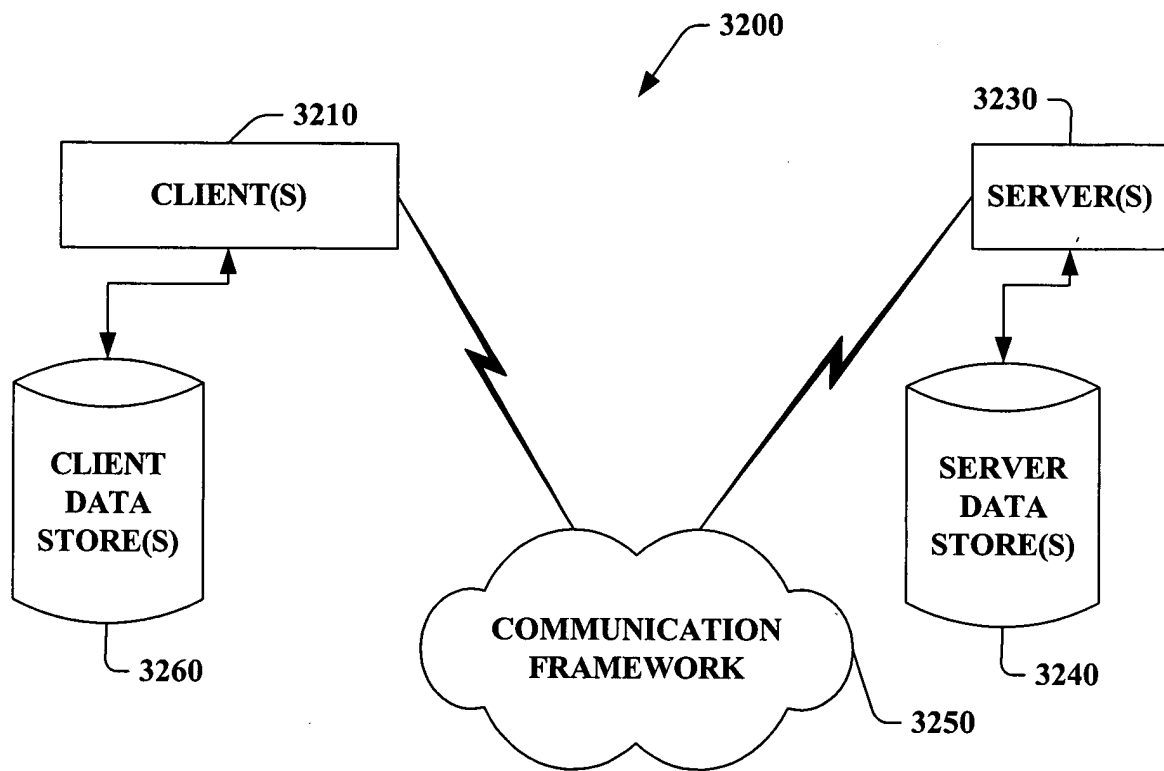 3200
3210
3230
CLIENT(S)
SERVER(S)
CLIENT
DATA
STORE(S)
SERVER
DATA
STORE(S)
COMMUNICATION
FRAMEWORK
3260
3240
3250